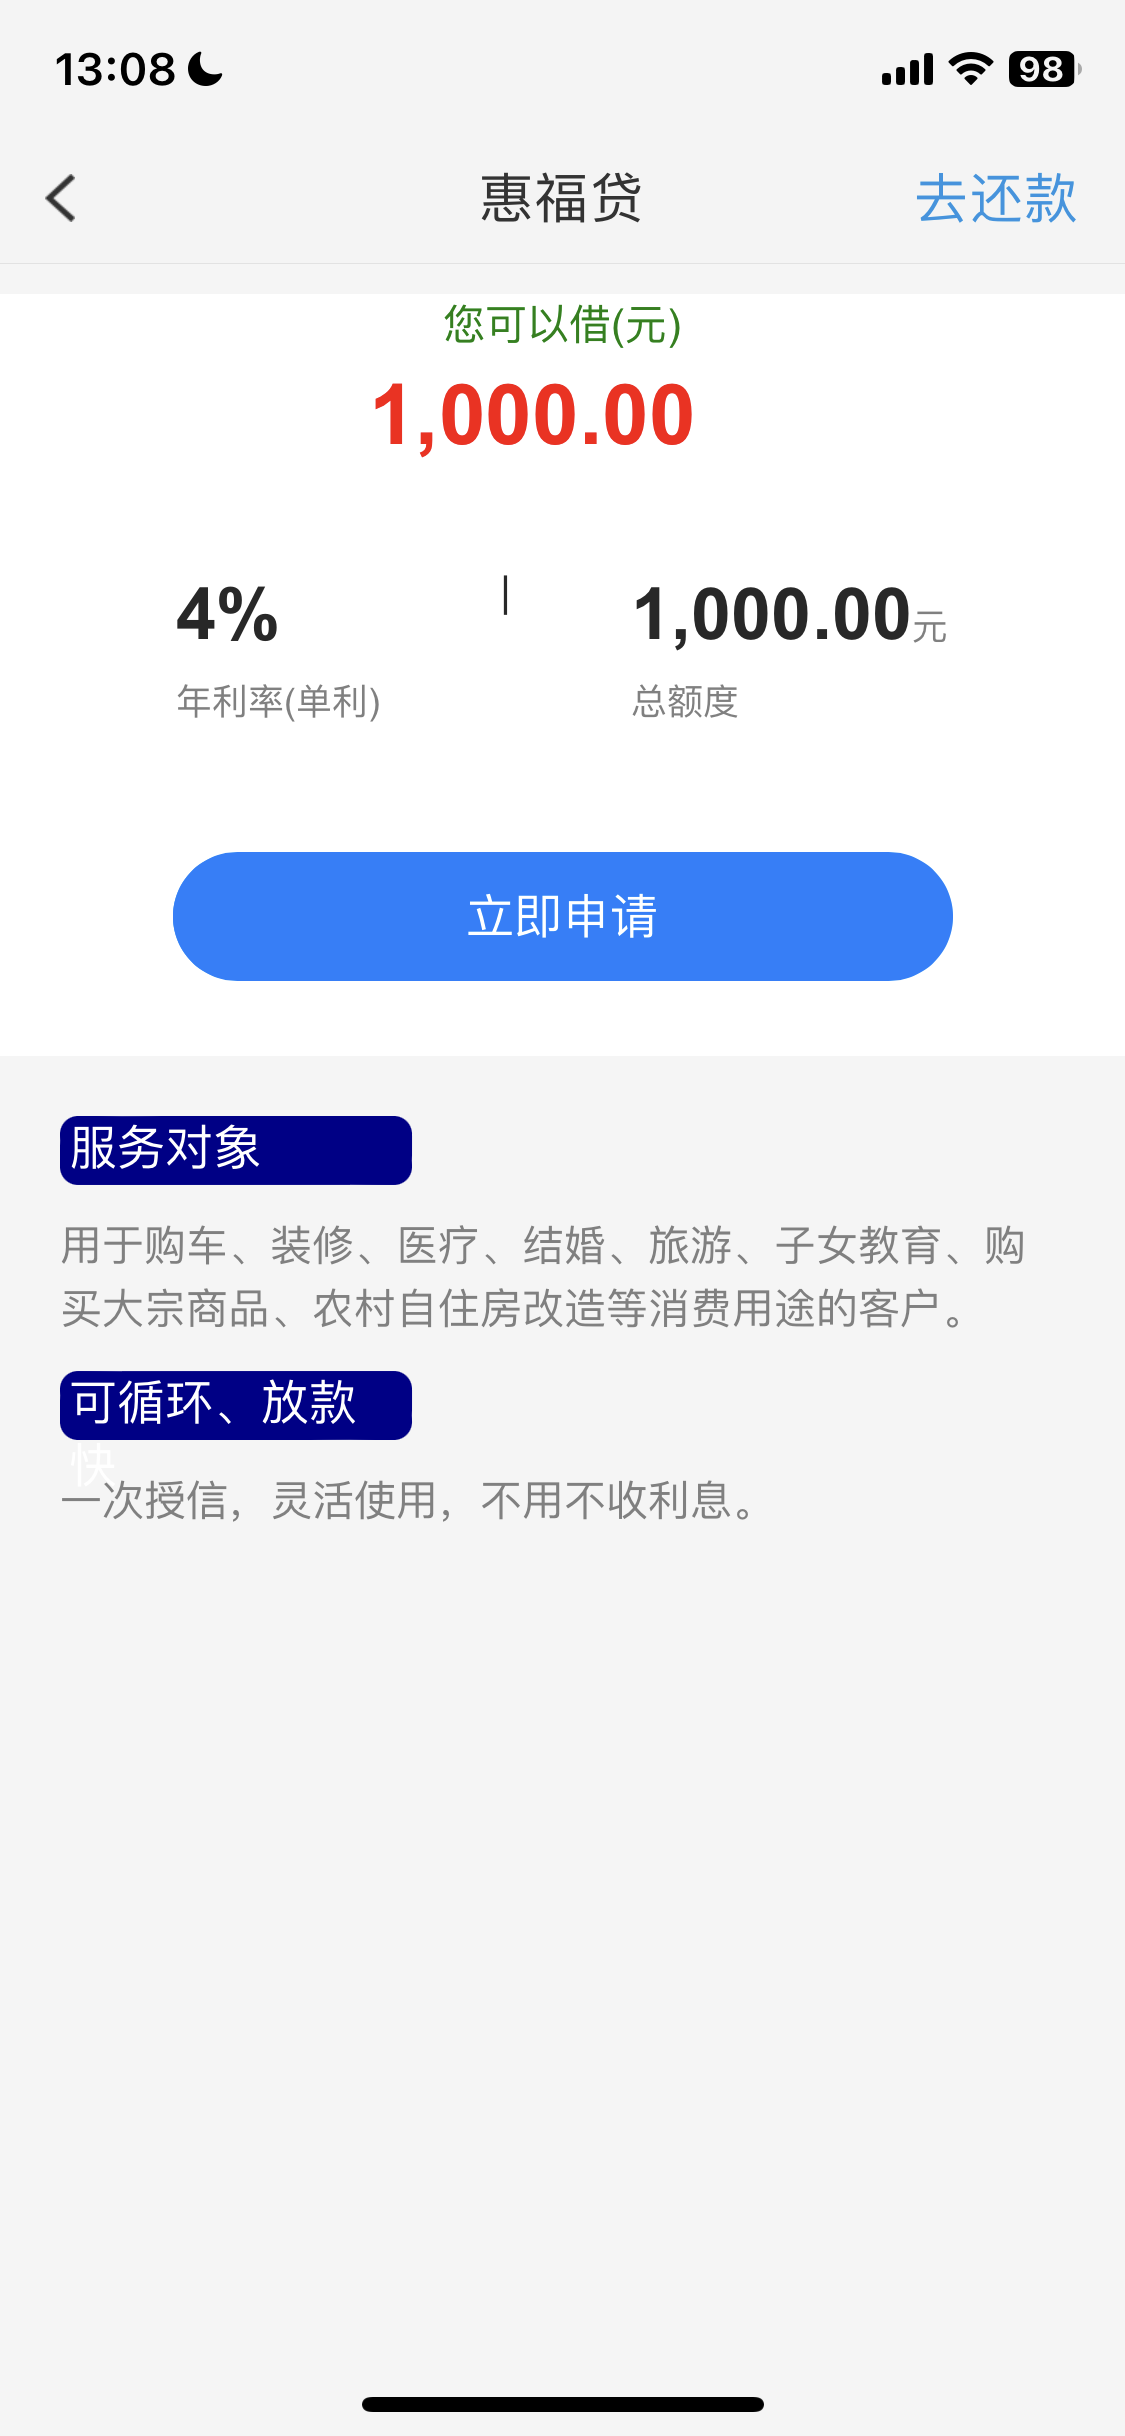 13:08
98
惠福贷
去还款
您可以借(元)
1,000.00
4%
1,000.00元
年利率(单利)
总额度
立即申请
服务对象
用于购车、装修、医疗、结婚、旅游、子女教育、购
买大宗商品、农村自住房改造等消费用途的客户。
可循环、放款
快
一次授信，灵活使用，不用不收利息。